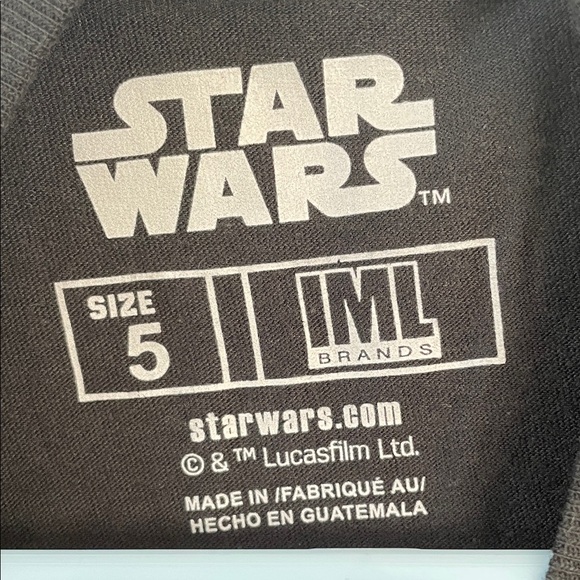 STAR
WARS™
SIZE
5
IML
BRANDS
starwars.com
© & ™ Lucasfilm Ltd.
MADE IN /FABRIQUÉ AU/
HECHO EN GUATEMALA